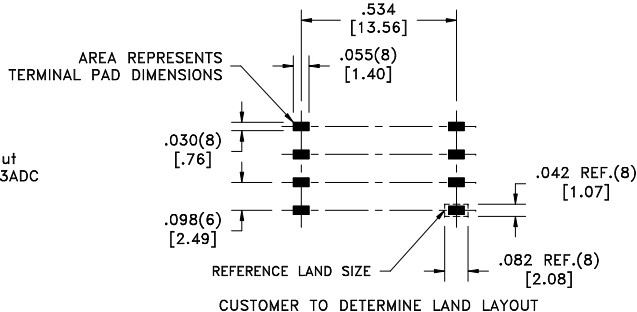 .534
[13.56]
AREA REPRESENTS
TERMINAL PAD DIMENSIONS
.055(8)
[1.40]
.030(8)
[.76]
ut
3ADC
.042 REF.(8)
[1.07]
.098(6)
[2.49]
REFERENCE LAND SIZE
.082 REF.(8)
[2.08]
CUSTOMER TO DETERMINE LAND LAYOUT